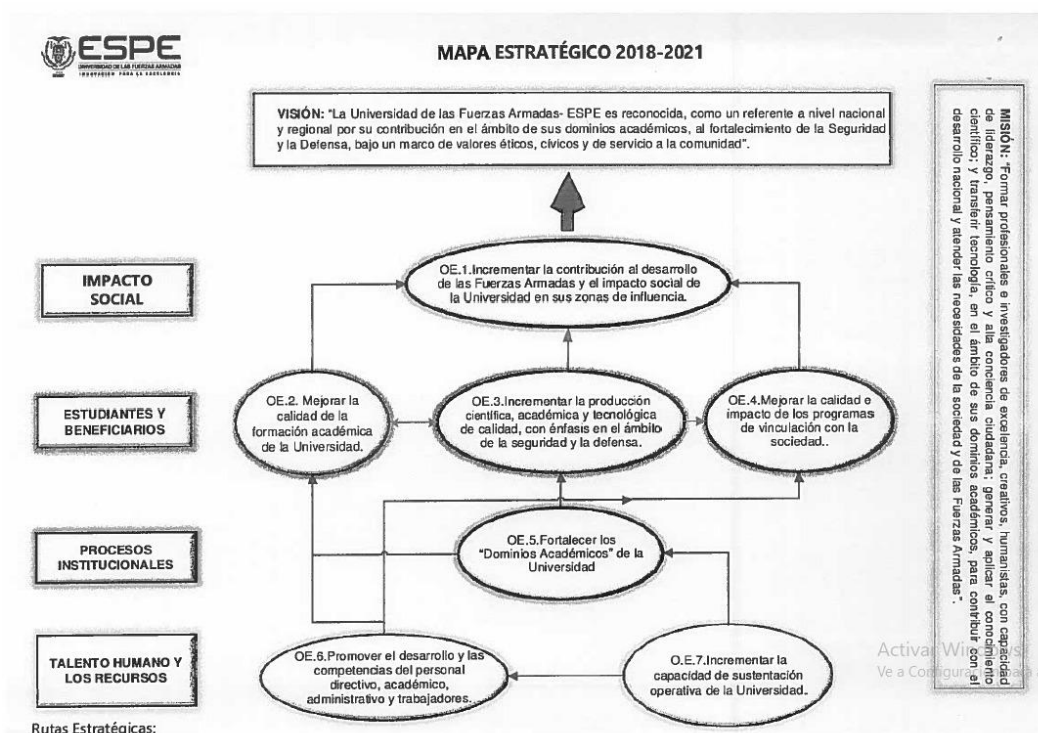 ESPE
UNIVERSIDAD DE LAS FUERZAS ARMADAS
INNOVACIÓN PARA LA EXCELENCIA
MAPA ESTRATÉGICO 2018-2021
VISIÓN: "La Universidad de las Fuerzas Armadas- ESPE es reconocida, como un referente a nivel nacional
y regional por su contribución en el ámbito de sus dominios académicos, al fortalecimiento de la Seguridad
y la Defensa, bajo un marco de valores éticos, cívicos y de servicio a la comunidad".
IMPACTO
SOCIAL
OE.1.Incrementar la contribución al desarrollo
de las Fuerzas Armadas y el impacto social de
la Universidad en sus zonas de influencia.
ESTUDIANTES Y
BENEFICIARIOS
OE.2. Mejorar la
calidad de la
formación académica
de la Universidad.
OE.3.Incrementar la producción
científica, académica y tecnológica
de calidad, con énfasis en el ámbito
de la seguridad y la defensa.
OE.4.Mejorar la calidad e
impacto de los programas
de vinculación con la
sociedad..
PROCESOS
INSTITUCIONALES
OE.5.Fortalecer los
"Dominios Académicos" de la
Universidad
TALENTO HUMANO Y
LOS RECURSOS
OE.6.Promover el desarrollo y las
competencias del personal
directivo, académico,
administrativo y trabajadores.
O.E.7.Incrementar la
capacidad de sustentación
operativa de la Universidad..
Rutas Estratégicas:
MISIÓN: "Formar profesionales e investigadores de excelencia, creativos, humanistas, con capacidad
de liderazgo, pensamiento crítico y alta conciencia ciudadana; generar y aplicar el conocimiento
científico; y transferir tecnología, en el ámbito de sus dominios académicos, para contribuir con el
desarrollo nacional y atender las necesidades de la sociedad y de las Fuerzas Armadas".
Activar Windows
Ve a Configuración para